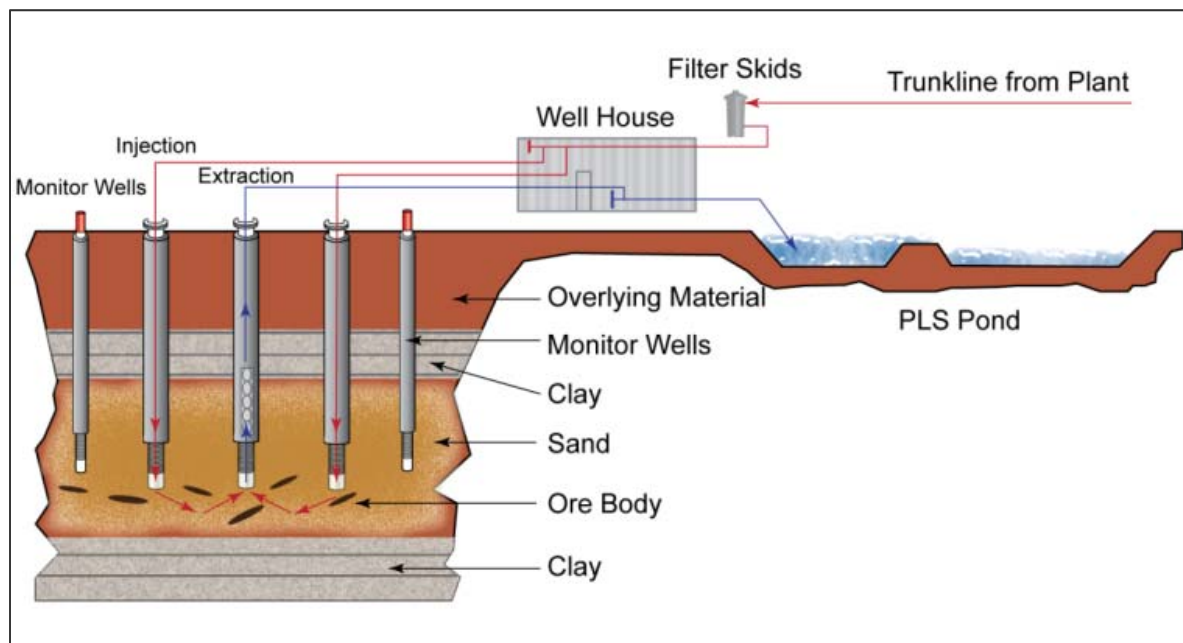 Filter Skids
Trunkline from Plant
Well House
Injection
Extraction
Monitor Wells
Overlying Material
PLS Pond
Monitor Wells
Clay
Sand
Ore Body
Clay